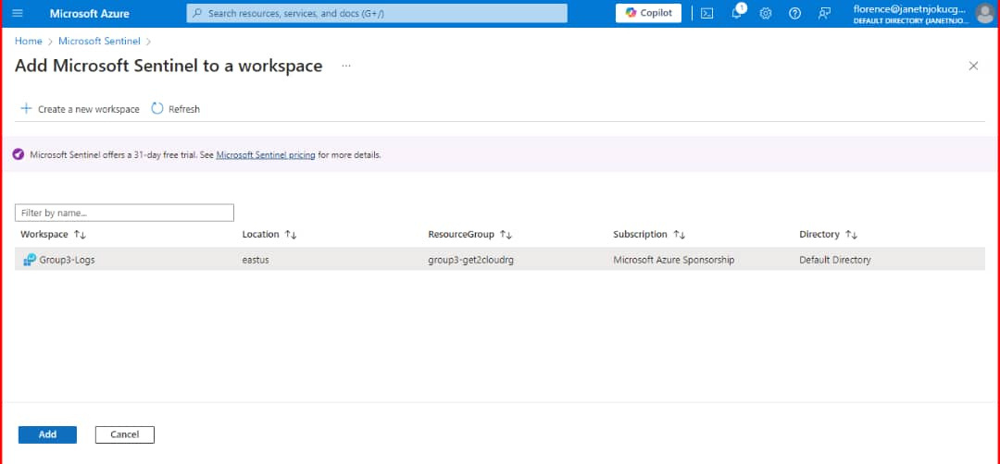 Microsoft Azure
Search resources, services, and docs (G+/)
Copilot
1
florence@janetnjokucg...
DEFAULT DIRECTORY (JANETNJO...
Home > Microsoft Sentinel >
Add Microsoft Sentinel to a workspace ...
Create a new workspace Refresh
Microsoft Sentinel offers a 31-day free trial. See Microsoft Sentinel pricing for more details.
Filter by name...
Workspace ↑↓ Location ↑↓ ResourceGroup ↑↓ Subscription ↑↓ Directory ↑↓
Group3-Logs eastus group3-get2cloudrg Microsoft Azure Sponsorship Default Directory
Add Cancel